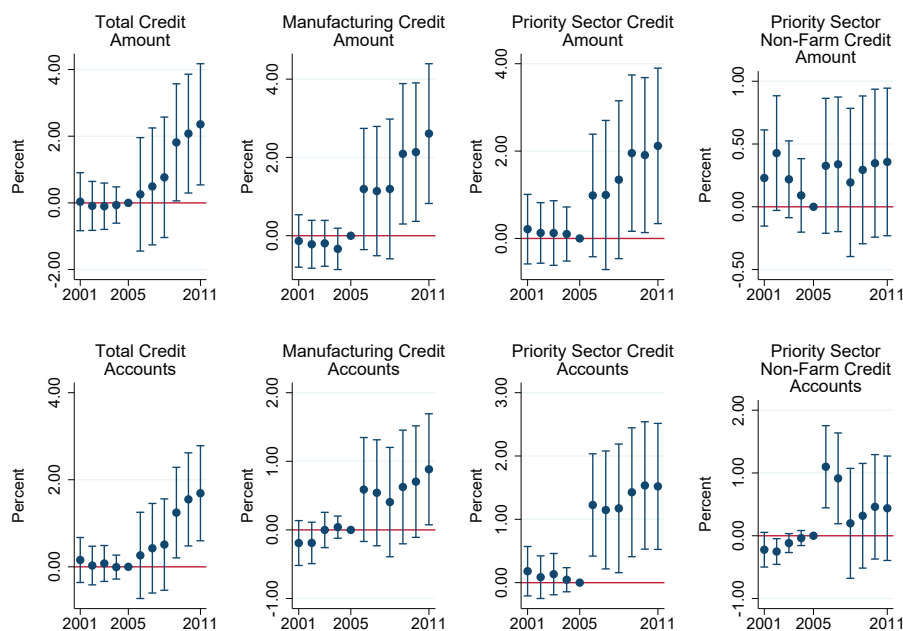 Total Credit
Amount
Percent
4.00
2.00
0.00
-2.00
2001 2005 2011
Manufacturing Credit
Amount
Percent
4.00
2.00
0.00
2001 2005 2011
Priority Sector Credit
Amount
Percent
4.00
2.00
0.00
2001 2005 2011
Priority Sector
Non-Farm Credit
Amount
Percent
1.00
0.50
0.00
-0.50
2001 2005 2011
Total Credit
Accounts
Percent
4.00
2.00
0.00
2001 2005 2011
Manufacturing Credit
Accounts
Percent
2.00
1.00
0.00
-1.00
2001 2005 2011
Priority Sector Credit
Accounts
Percent
3.00
2.00
1.00
0.00
2001 2005 2011
Priority Sector
Non-Farm Credit
Accounts
Percent
2.00
1.00
0.00
-1.00
2001 2005 2011